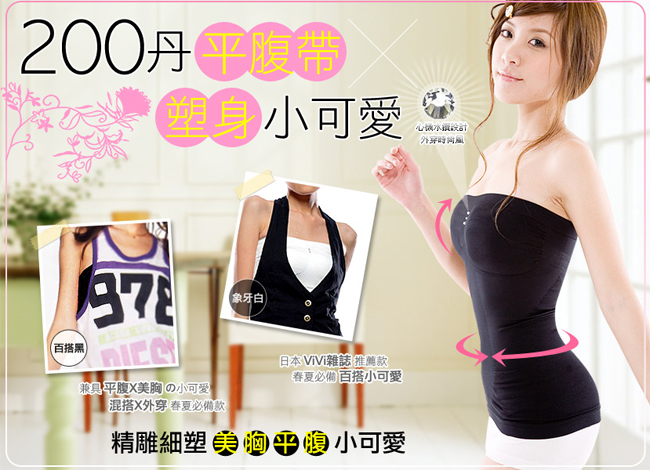 200丹 平腹帶
塑身小可愛
心機水鑽設計
外穿時尚風
978
百搭黑
象牙白
兼具 平腹X美胸 の小可愛
混搭X外穿 春夏必備款
日本 ViVi雜誌 推薦款
春夏必備 百搭小可愛
精雕細塑 美胸平腹 小可愛